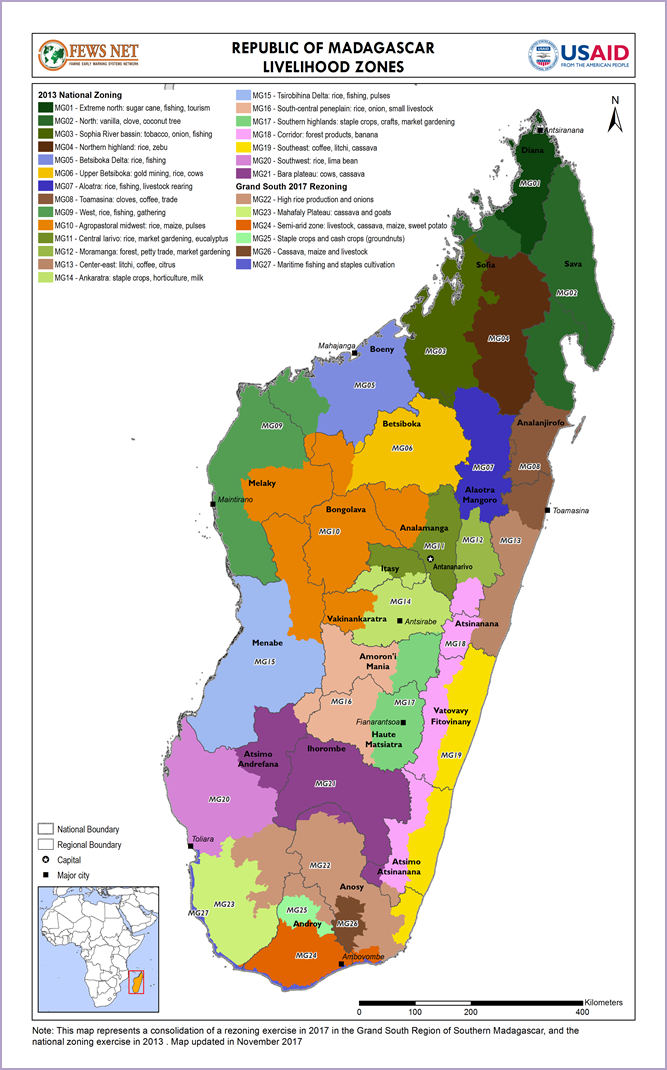 FEWS NET
FAMINE EARLY WARNING SYSTEMS NETWORK
REPUBLIC OF MADAGASCAR
LIVELIHOOD ZONES
USAID
FROM THE AMERICAN PEOPLE
2013 National Zoning
MG01 - Extreme north: sugar cane, fishing, tourism
MG02 - North: vanilla, clove, coconut tree
MG03 - Sophia River bassin: tobacco, onion, fishing
MG04 - Northern highland: rice, zebu
MG05 - Betsiboka Delta: rice, fishing
MG06 - Upper Betsiboka: gold mining, rice, cows
MG07 - Aloatra: rice, fishing, livestock rearing
MG08 - Toamasina: cloves, coffee, trade
MG09 - West, rice, fishing, gathering
MG10 - Agropastoral midwest: rice, maize, pulses
MG11 - Central Iarivo: rice, market gardening, eucalyptus
MG12 - Moramanga: forest, petty trade, market gardening
MG13 - Center-east: litchi, coffee, citrus
MG14 - Ankaratra: staple crops, horticulture, milk
MG15 - Tsirobihina Delta: rice, fishing, pulses
MG16 - South-central peneplein: rice, onion, small livestock
MG17 - Southern highlands: staple crops, crafts, market gardening
MG18 - Corridor: forest products, banana
MG19 - Southeast: coffee, litchi, cassava
MG20 - Southwest: rice, lima bean
MG21 - Bara plateau: cows, cassava
Grand South 2017 Rezoning
MG22 - High rice production and onions
MG23 - Mahafaly Plateau: cassava and goats
MG24 - Semi-arid zone: livestock, cassava, maize, sweet potato
MG25 - Staple crops and cash crops (groundnuts)
MG26 - Cassava, maize and livestock
MG27 - Maritime fishing and staples cultivation
N
Antsiranana
Diana
MG01
Sofia
Sava
MG02
MG04
Mahajanga
Boeny
MG03
MG05
MG09
Betsiboka
Analanjirofo
MG06
MG07
MG08
Melaky
Alaotra
Mangoro
Maintirano
Bongolava
Toamasina
Analamanga
MG10
MG11
MG12
MG13
Itasy
Antananarivo
MG14
Vakinankaratra
Antsirabe
Atsinanana
Menabe
MG18
MG15
Amoron'i
Mania
MG16
MG17
Vatovavy
Fitovinany
Fianarantsoa
Haute
Matsiatra
Ihorombe
Atsimo
Andrefana
MG19
MG21
MG20
Toliara
MG22
Atsimo
Atsinanana
Anosy
MG23
MG27
MG25
Androy
MG26
MG24
Ambovombe
National Boundary
Regional Boundary
Capital
Major city
Kilometers
0
100
200
400
Note: This map represents a consolidation of a rezoning exercise in 2017 in the Grand South Region of Southern Madagascar, and the
national zoning exercise in 2013 . Map updated in November 2017